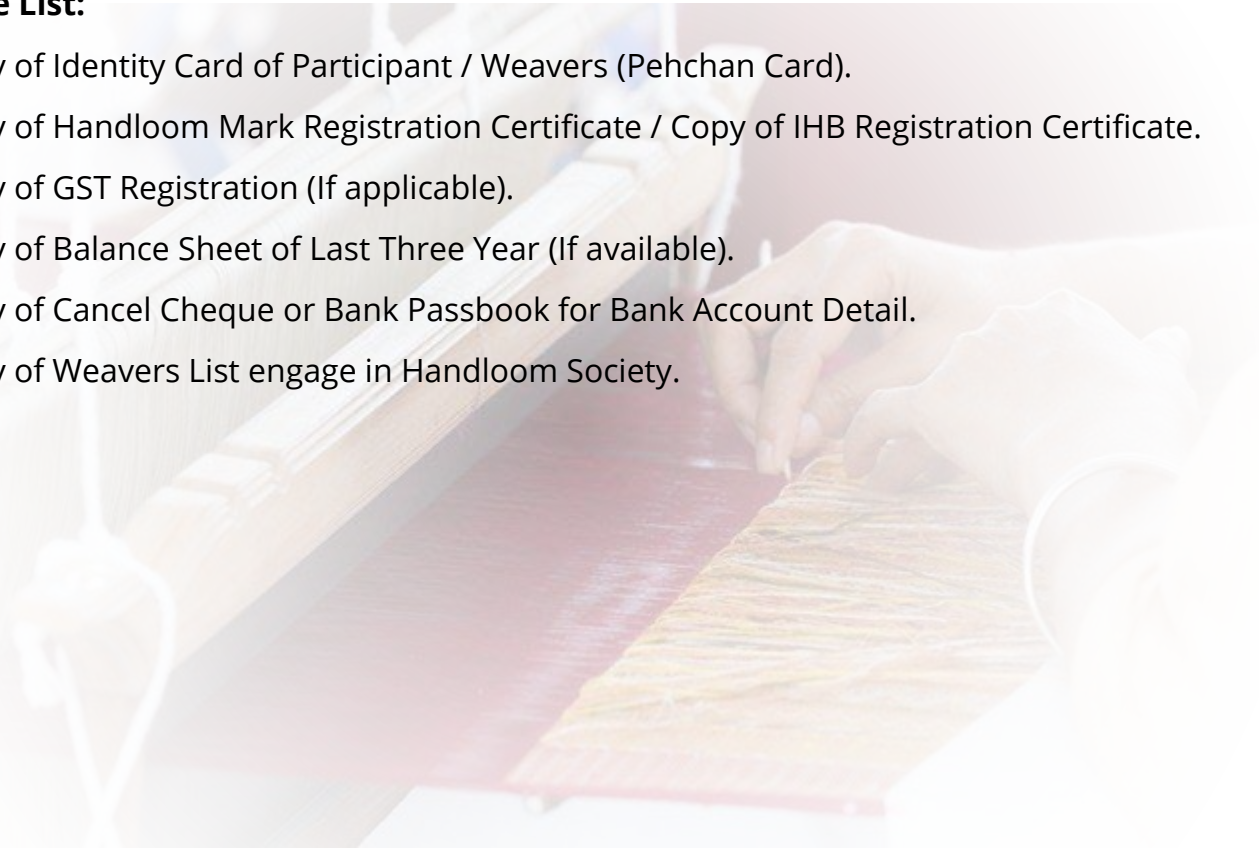 e List:
y of Identity Card of Participant / Weavers (Pehchan Card).
y of Handloom Mark Registration Certificate / Copy of IHB Registration Certificate.
y of GST Registration (If applicable).
y of Balance Sheet of Last Three Year (If available).
y of Cancel Cheque or Bank Passbook for Bank Account Detail.
y of Weavers List engage in Handloom Society.